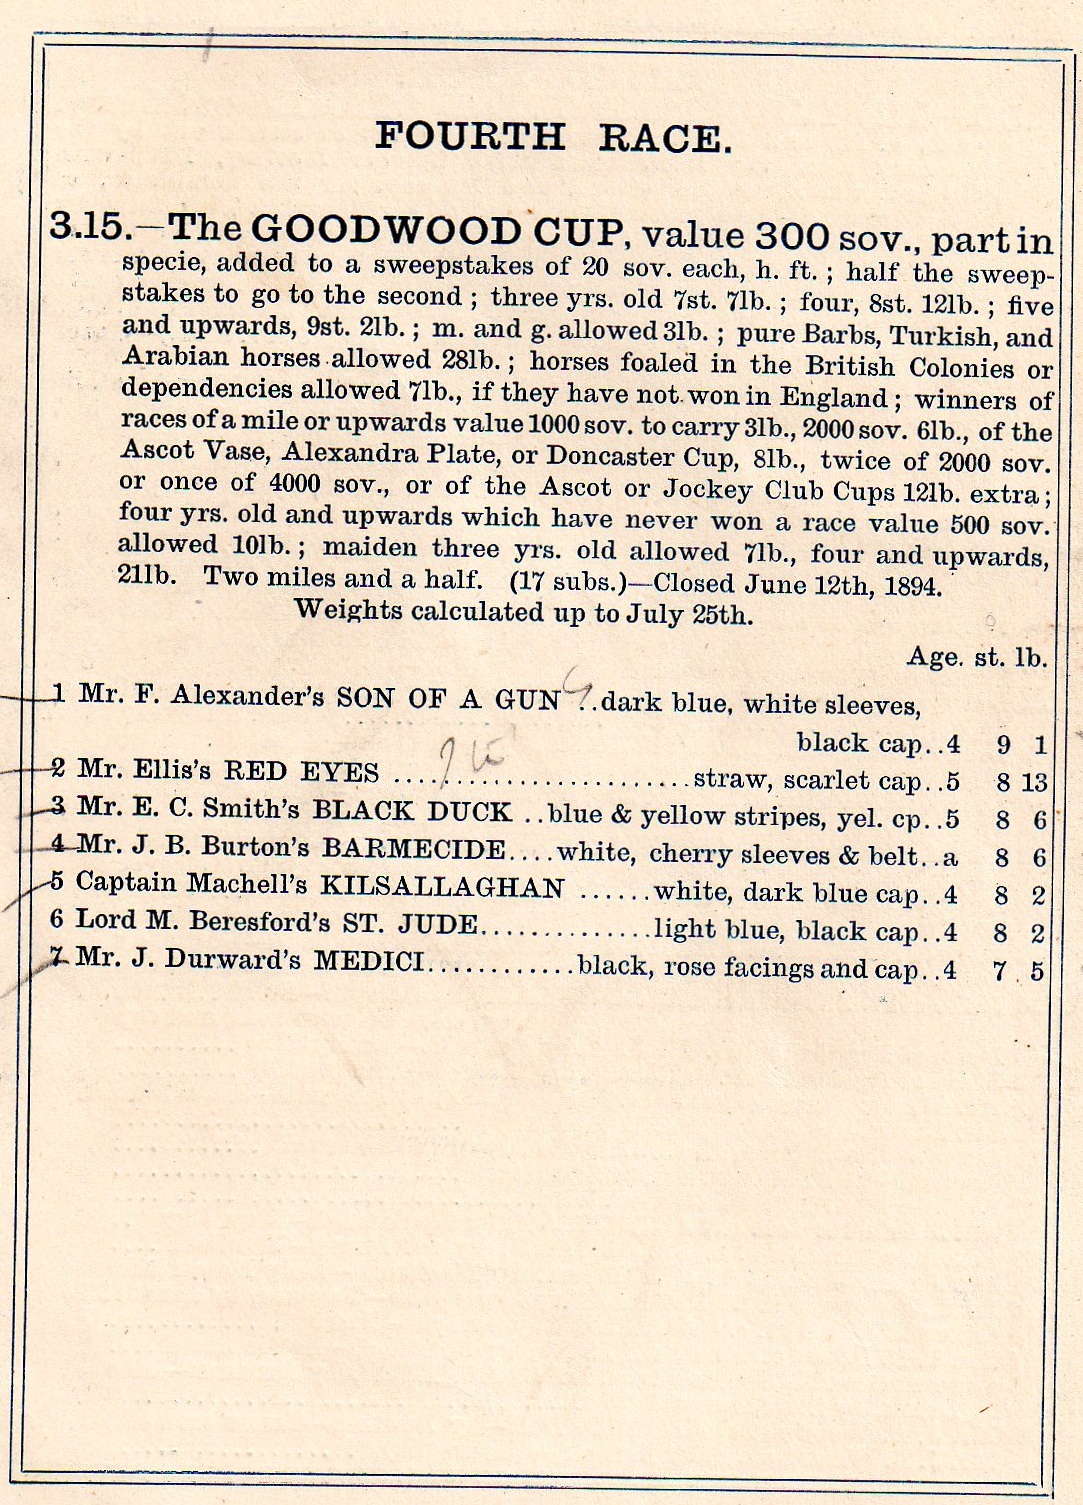 FOURTH RACE.
3.15.—The GOODWOOD CUP, value 300 sov., part in
specie, added to a sweepstakes of 20 sov. each, h. ft. ; half the sweep-
stakes to go to the second ; three yrs. old 7st. 7lb. ; four, 8st. 12lb. ; five
and upwards, 9st. 2lb. ; m. and g. allowed 3lb. ; pure Barbs, Turkish, and
Arabian horses allowed 28lb. ; horses foaled in the British Colonies or
dependencies allowed 7lb., if they have not won in England ; winners of
races of a mile or upwards value 1000 sov. to carry 3lb., 2000 sov. 6lb., of the
Ascot Vase, Alexandra Plate, or Doncaster Cup, 8lb., twice of 2000 sov.
or once of 4000 sov., or of the Ascot or Jockey Club Cups 12lb. extra ;
four yrs. old and upwards which have never won a race value 500 sov.
allowed 10lb. ; maiden three yrs. old allowed 7lb., four and upwards,
21lb. Two miles and a half. (17 subs.)—Closed June 12th, 1894.
Weights calculated up to July 25th.
Age. st. lb.
1 Mr. F. Alexander's SON OF A GUN ..dark blue, white sleeves,
black cap..4 9 1
2 Mr. Ellis's RED EYES ............................straw, scarlet cap..5 8 13
3 Mr. E. C. Smith's BLACK DUCK ..blue & yellow stripes, yel. cp..5 8 6
4 Mr. J. B. Burton's BARMECIDE....white, cherry sleeves & belt..a 8 6
5 Captain Machell's KILSALLAGHAN ......white, dark blue cap..4 8 2
6 Lord M. Beresford's ST. JUDE..............light blue, black cap..4 8 2
7 Mr. J. Durward's MEDICI............black, rose facings and cap..4 7 5